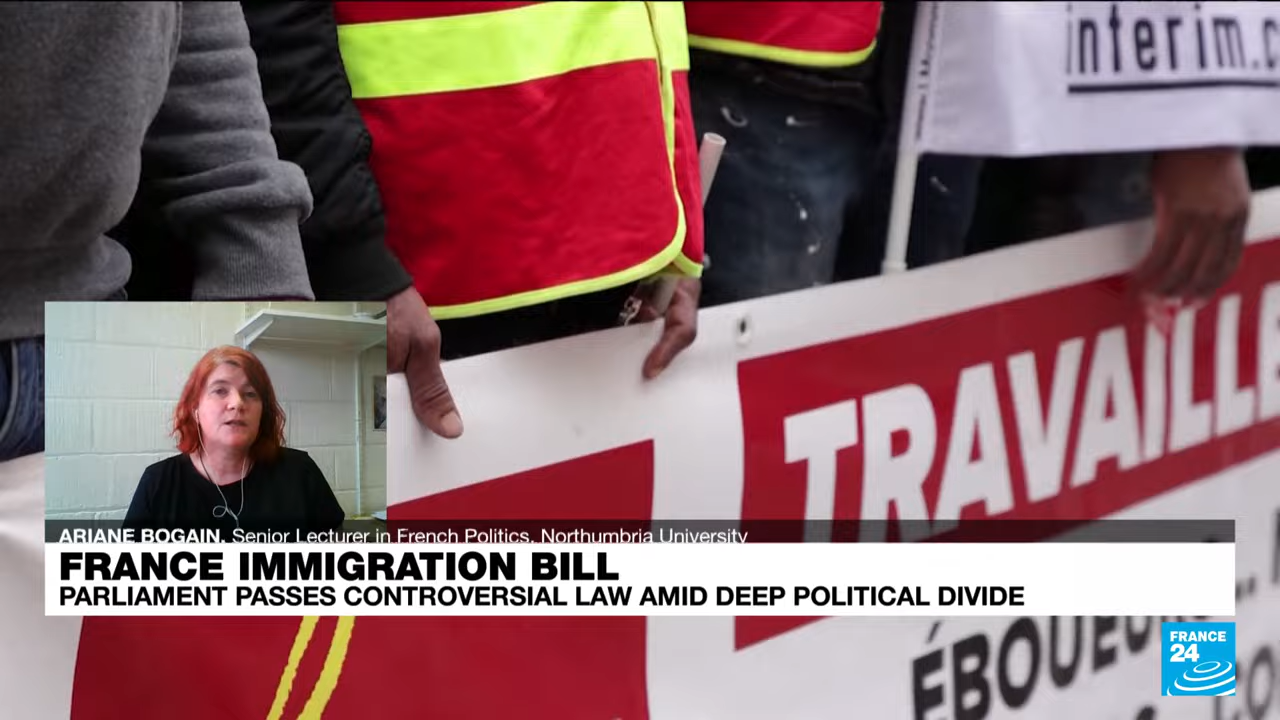 interim.c
TRAVAILLE
ARIANE BOGAIN, Senior Lecturer in French Politics, Northumbria University
FRANCE IMMIGRATION BILL
PARLIAMENT PASSES CONTROVERSIAL LAW AMID DEEP POLITICAL DIVIDE
ÉBOUEU
FRANCE
24